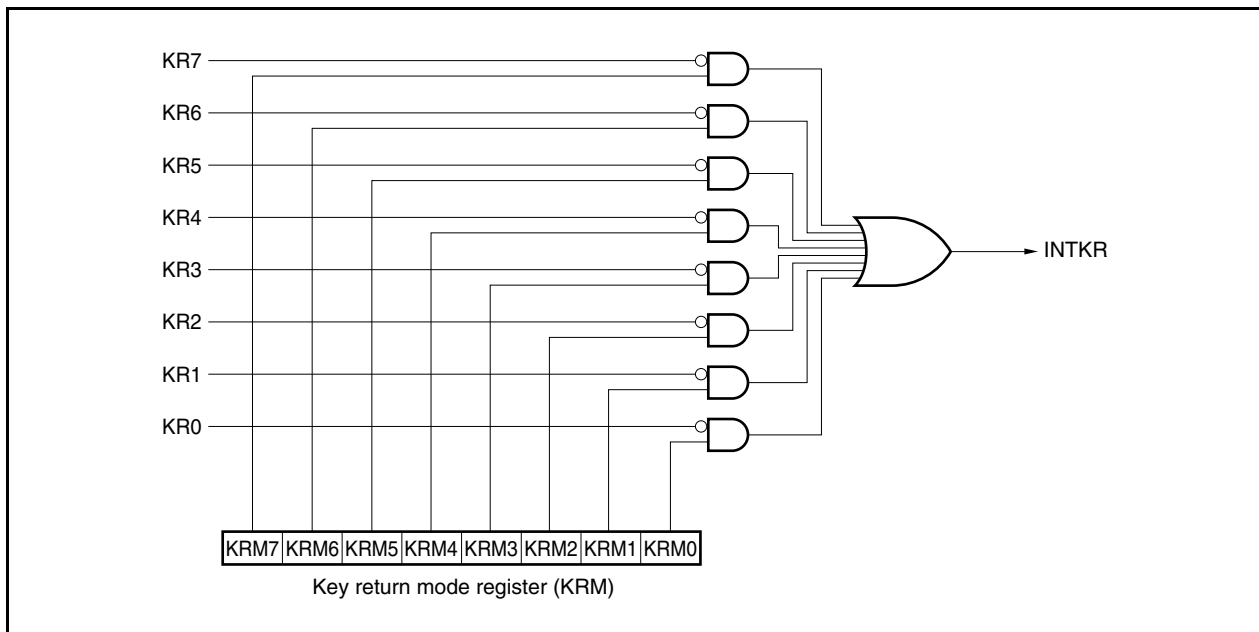 KR7
KR6
KR5
KR4
KR3
KR2
KR1
KR0
INTKR
KRM7 KRM6 KRM5 KRM4 KRM3 KRM2 KRM1 KRM0
Key return mode register (KRM)